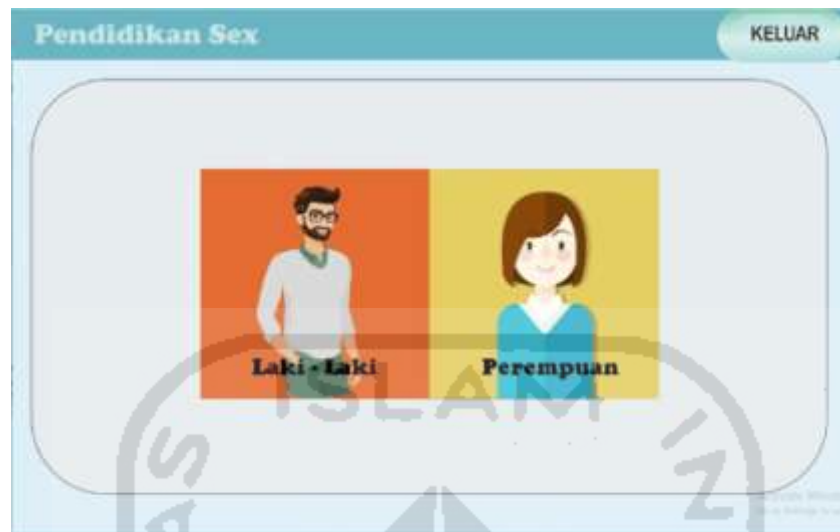 Pendidikan Sex
KELUAR
Laki - Laki
Perempuan
ISLAM